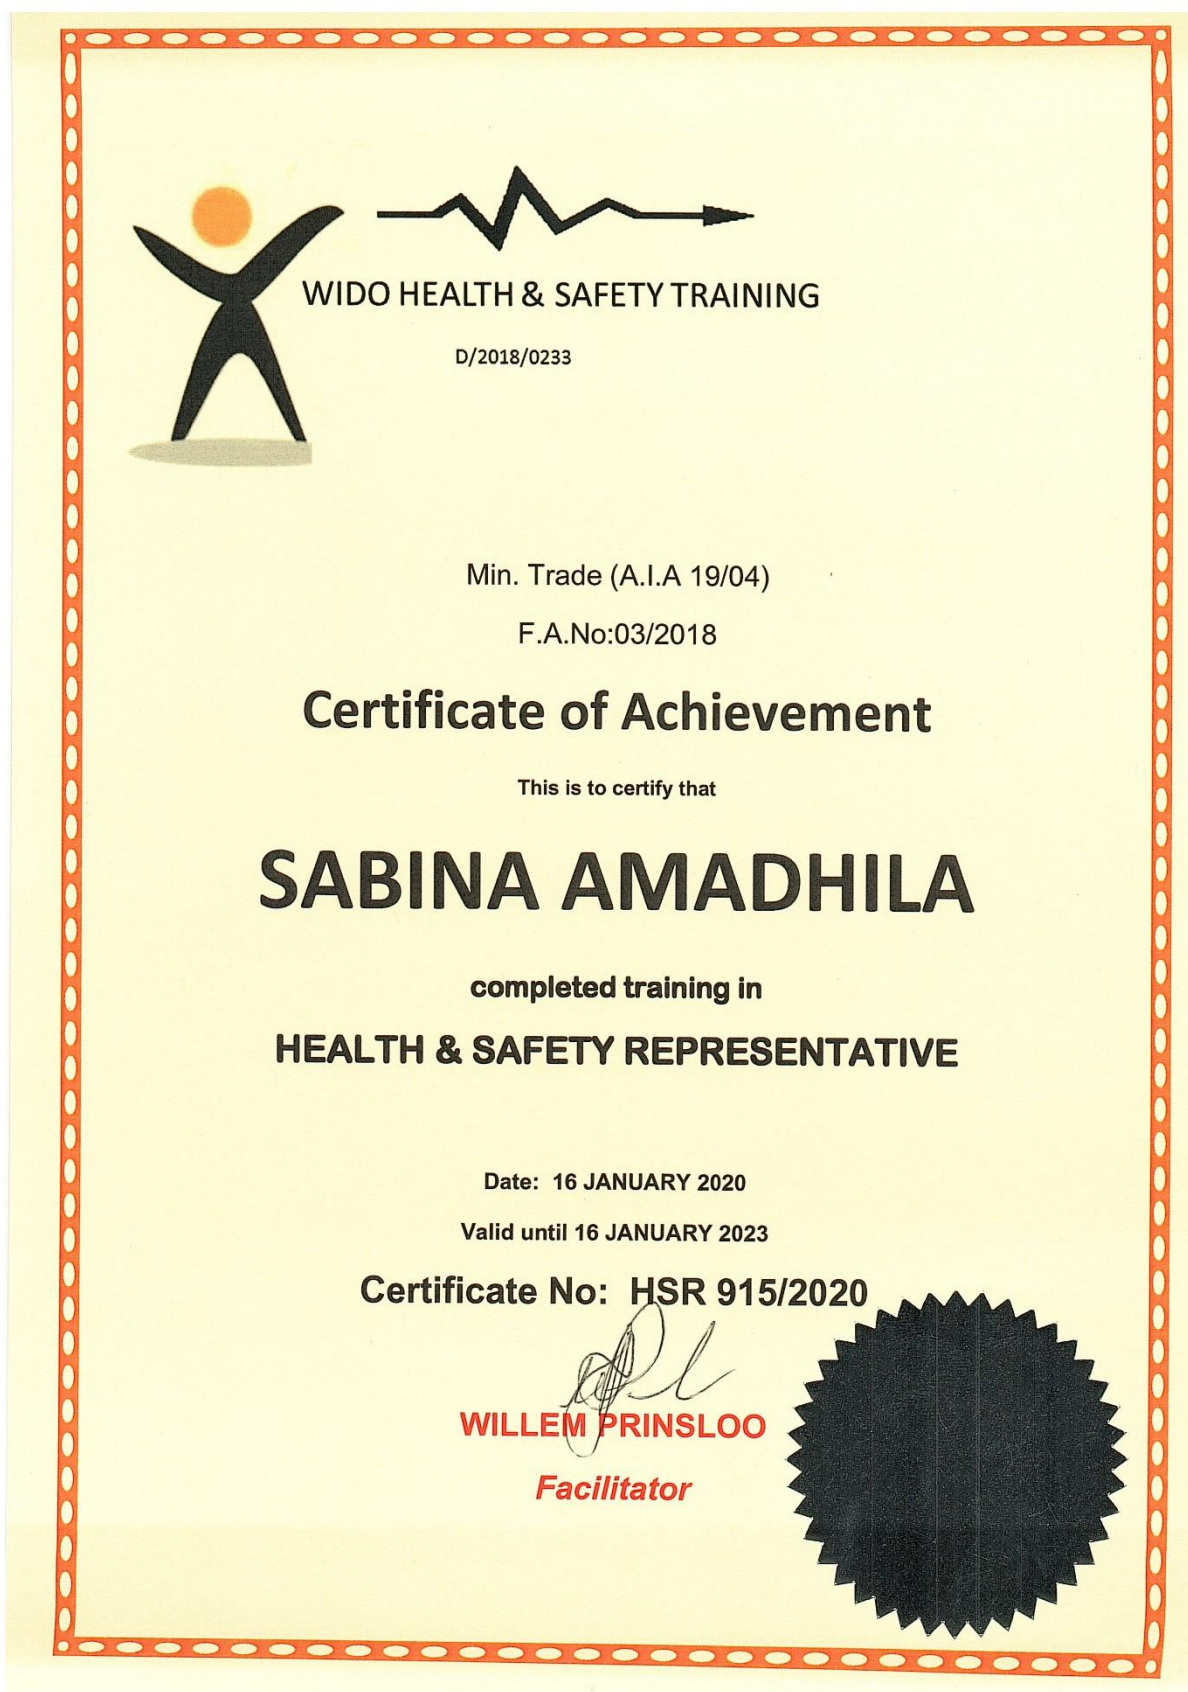 WIDO HEALTH & SAFETY TRAINING
D/2018/0233
Min. Trade (A.I.A 19/04)
F.A.No:03/2018
Certificate of Achievement
This is to certify that
SABINA AMADHILA
completed training in
HEALTH & SAFETY REPRESENTATIVE
Date: 16 JANUARY 2020
Valid until 16 JANUARY 2023
Certificate No: HSR 915/2020
WILLEM PRINSLOO
Facilitator